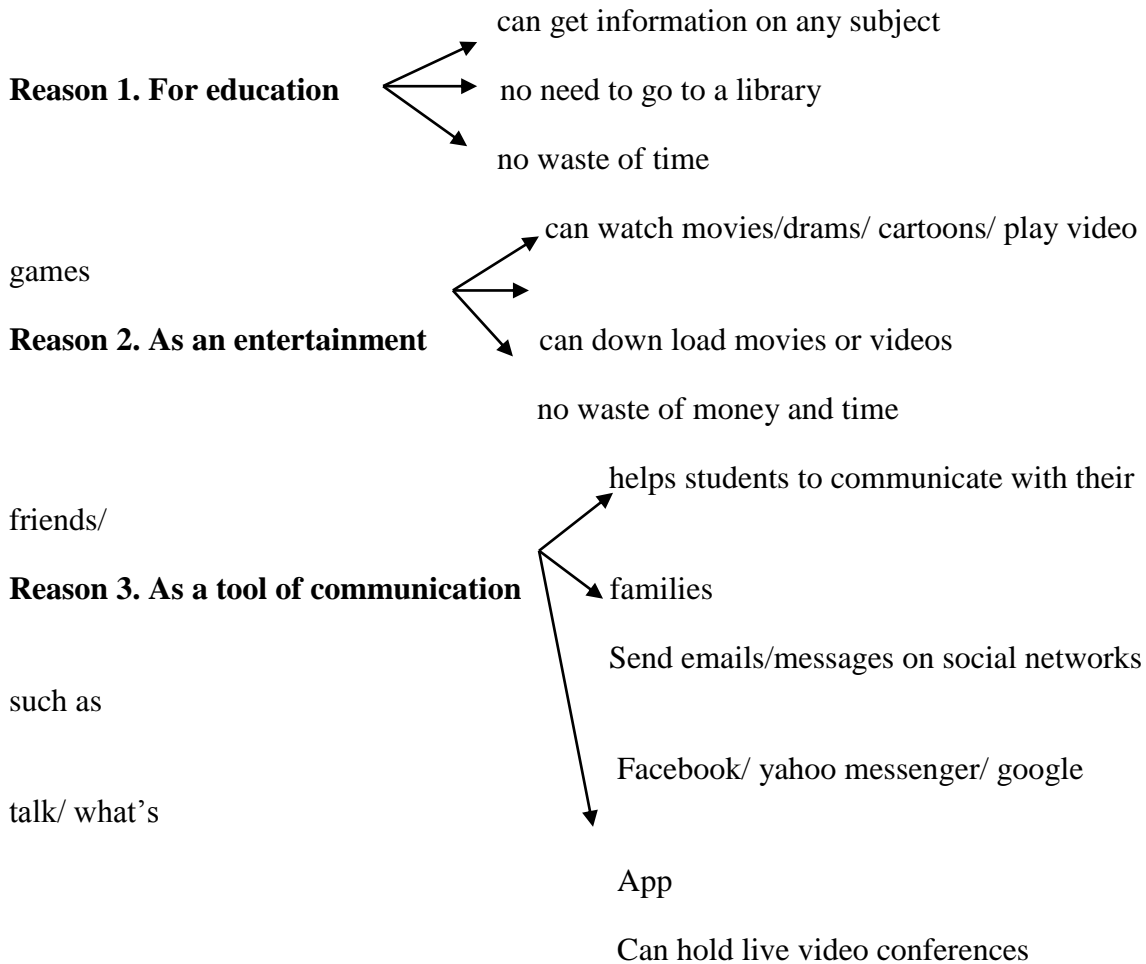 can get information on any subject
Reason 1. For education
no need to go to a library
no waste of time
can watch movies/drams/ cartoons/ play video
games
Reason 2. As an entertainment
can down load movies or videos
no waste of money and time
helps students to communicate with their
friends/
Reason 3. As a tool of communication
families
Send emails/messages on social networks
such as
Facebook/ yahoo messenger/ google
talk/ what’s
App
Can hold live video conferences